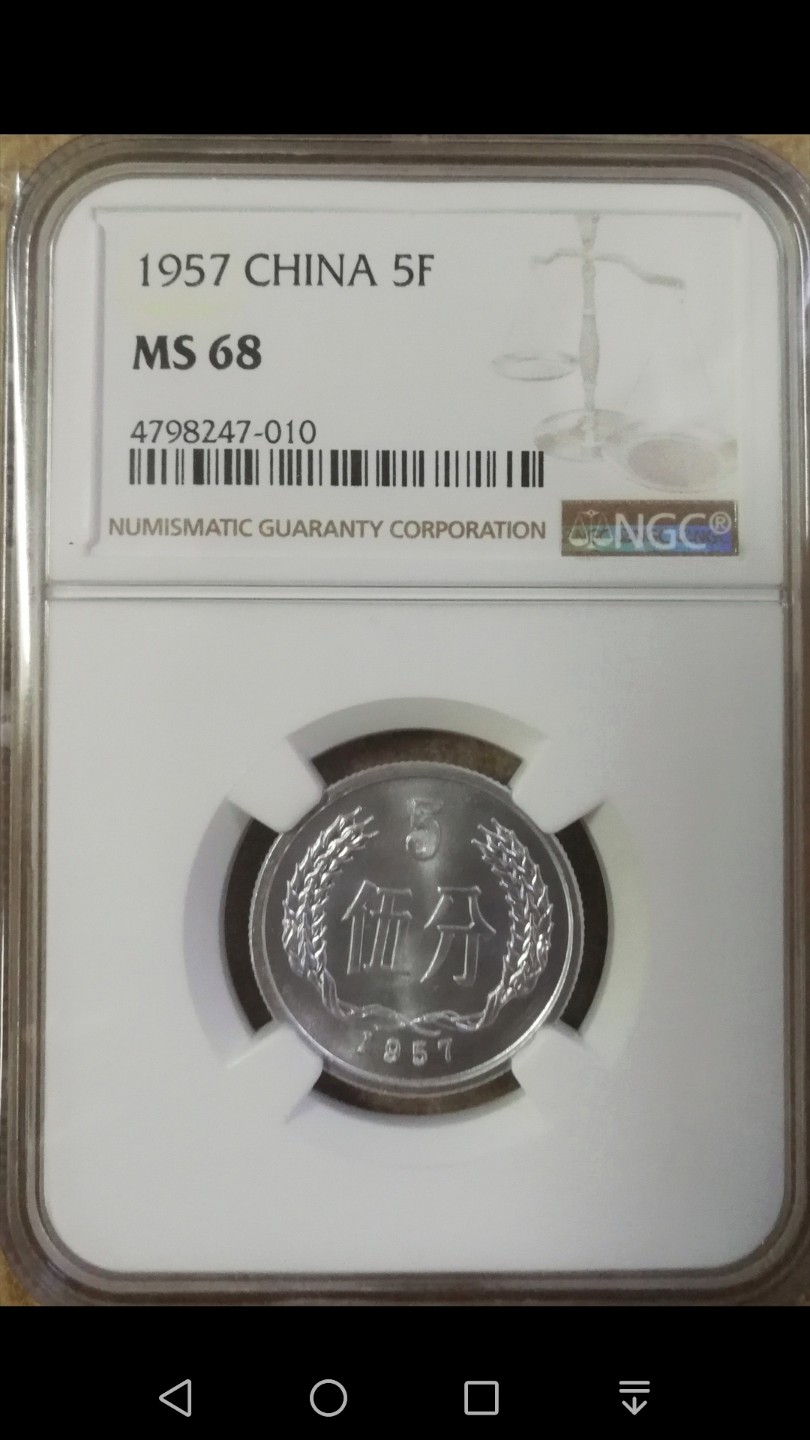 1957 CHINA 5F
MS 68
4798247-010
NUMISMATIC GUARANTY CORPORATION
NGC®
5
伍分
1957